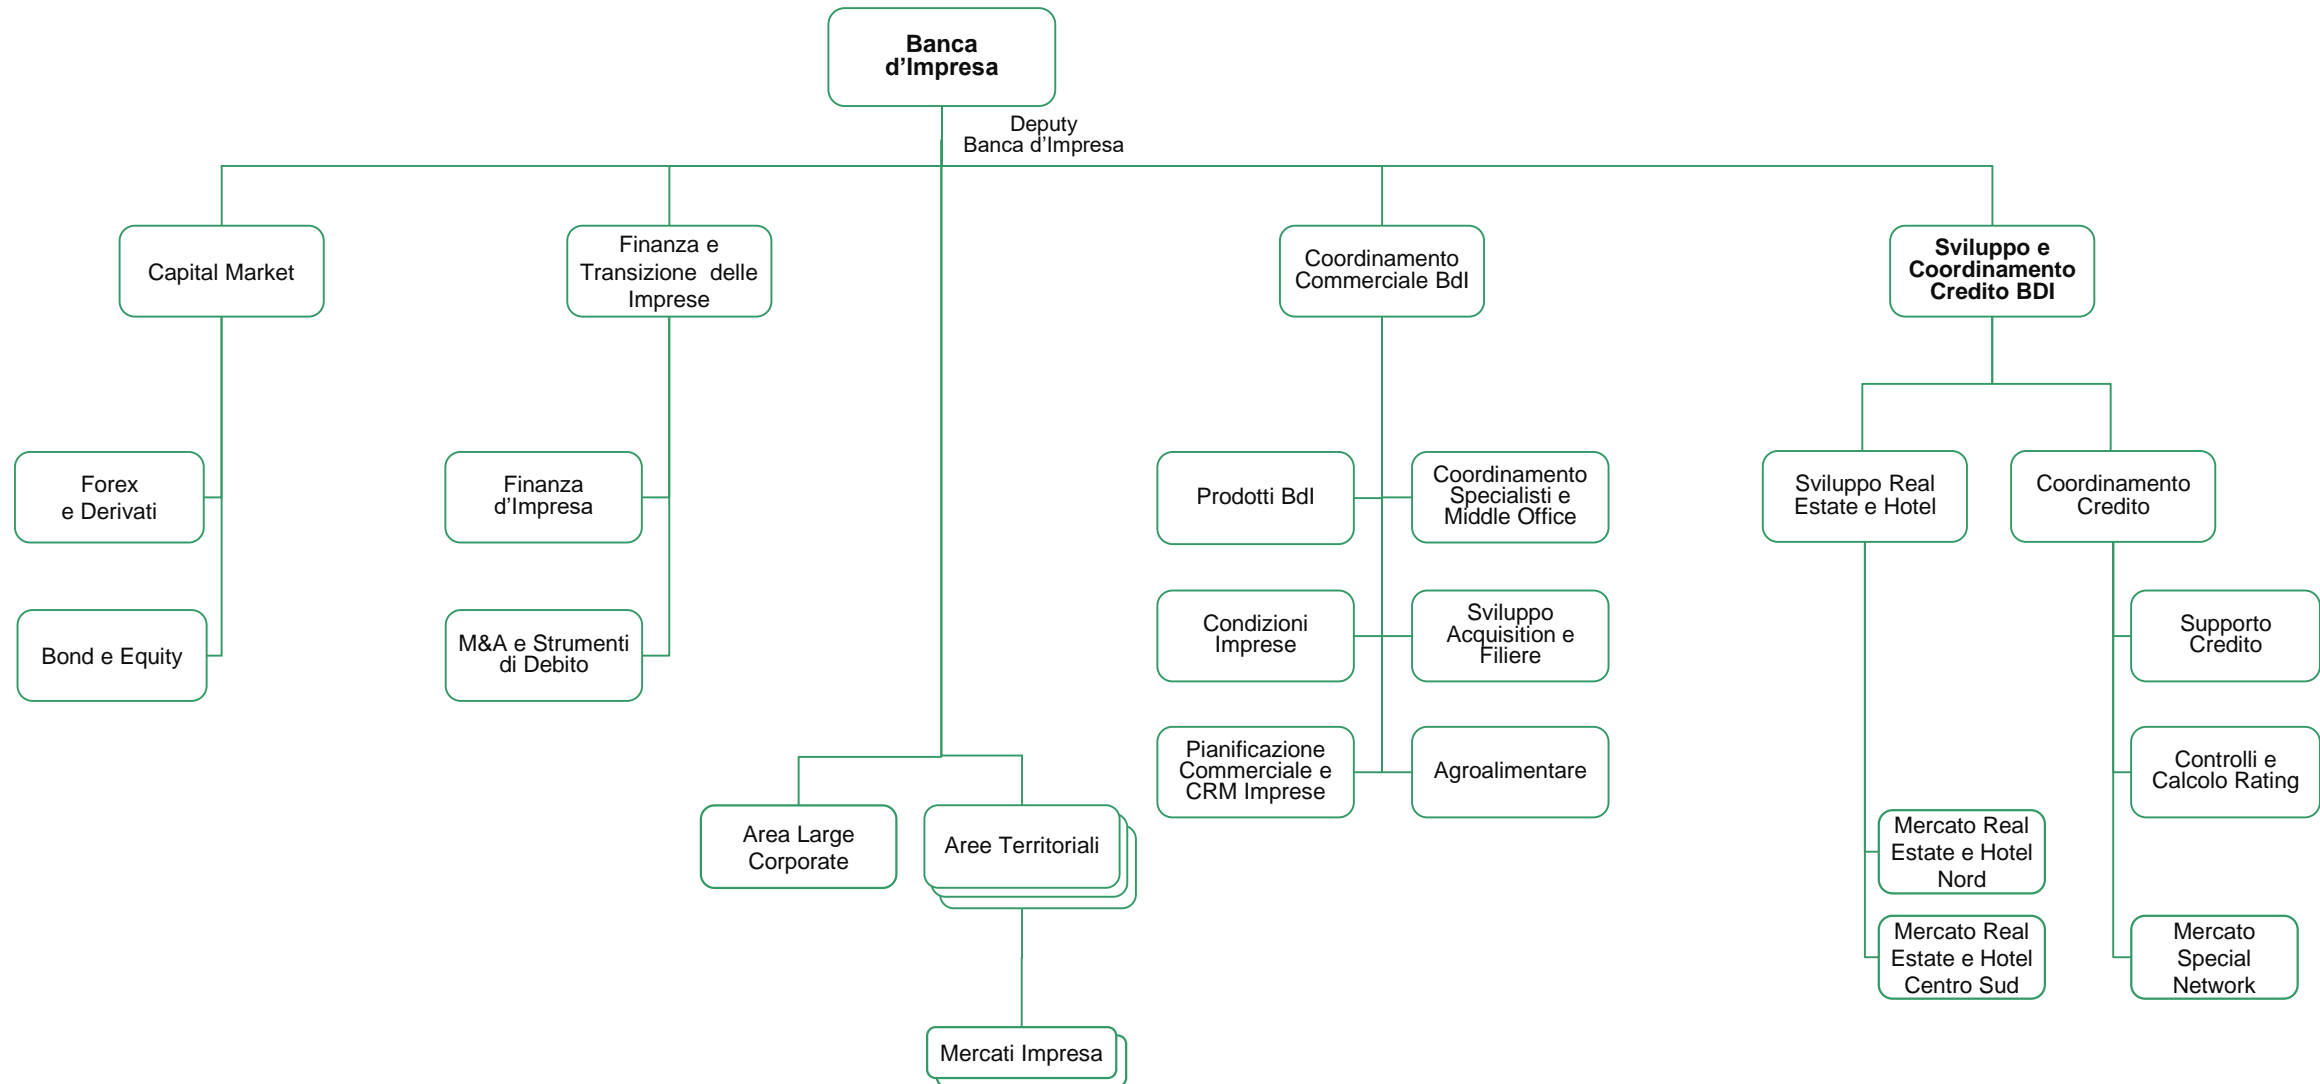 Banca
d’Impresa
Deputy
Banca d’Impresa
Capital Market
Finanza e
Transizione delle
Imprese
Coordinamento
Commerciale BdI
Sviluppo e
Coordinamento
Credito BDI
Forex
e Derivati
Finanza
d’Impresa
Prodotti BdI
Coordinamento
Specialisti e
Middle Office
Sviluppo Real
Estate e Hotel
Coordinamento
Credito
Bond e Equity
M&A e Strumenti
di Debito
Condizioni
Imprese
Sviluppo
Acquisition e
Filiere
Supporto
Credito
Pianificazione
Commerciale e
CRM Imprese
Agroalimentare
Controlli e
Calcolo Rating
Area Large
Corporate
Aree Territoriali
Mercato Real
Estate e Hotel
Nord
Mercato Real
Estate e Hotel
Centro Sud
Mercato
Special
Network
Mercati Impresa